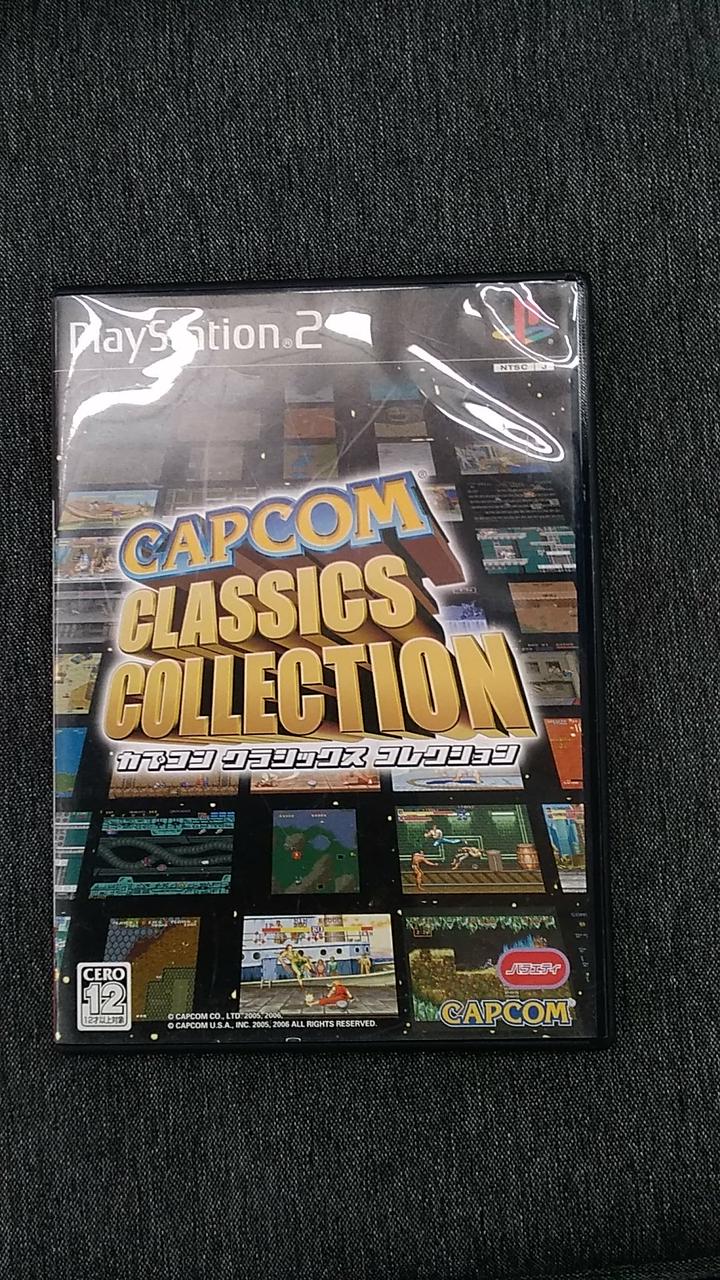 PlayStation®2
NTSC J
CAPCOM®
CLASSICS
COLLECTION
カプコン クラシックス コレクション
CERO
12
12才以上対象
© CAPCOM CO., LTD. 2005, 2006,
© CAPCOM U.S.A., INC. 2005, 2006 ALL RIGHTS RESERVED.
バラエティ
CAPCOM®